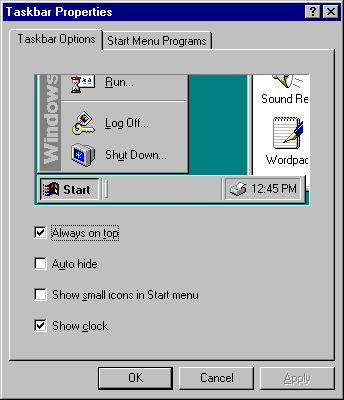 Taskbar Properties
Taskbar Options
Start Menu Programs
Windows
Run...
Log Off...
Shut Down...
Sound Re
Wordpad
Start
12:45 PM
Always on top
Auto hide
Show small icons in Start menu
Show clock
OK
Cancel
Apply